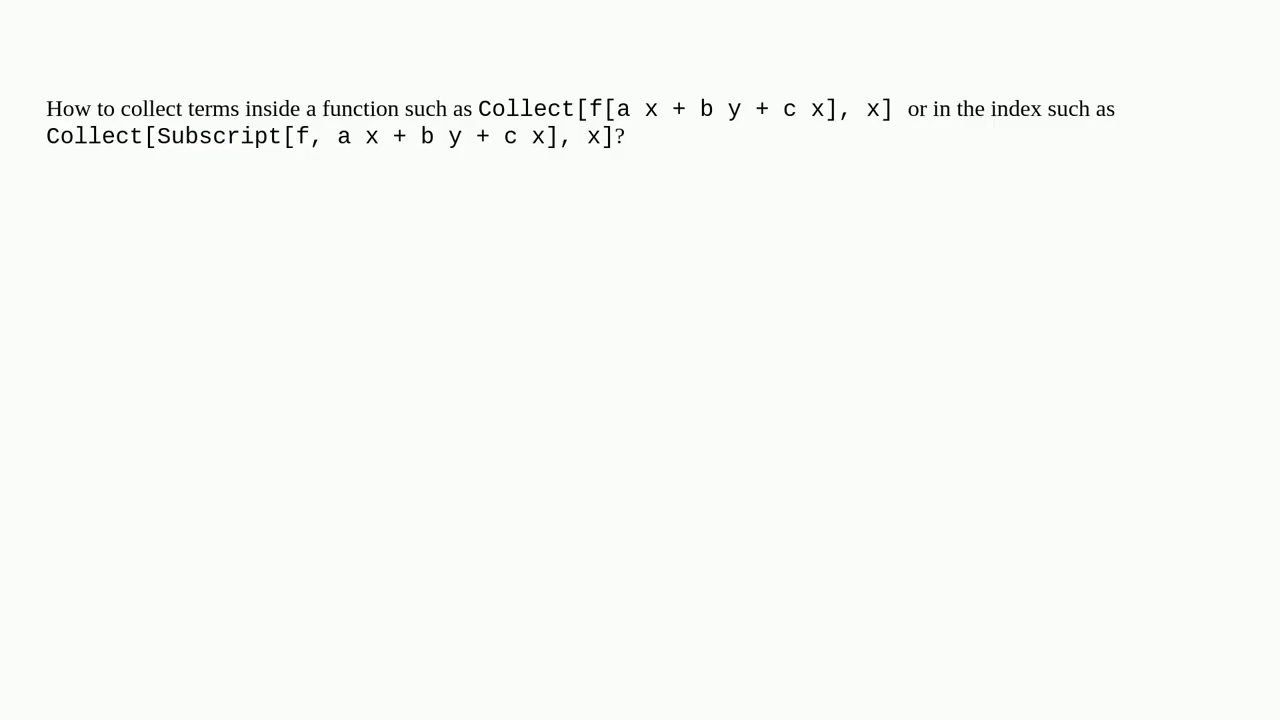 How to collect terms inside a function such as Collect[f[a x + b y + c x], x] or in the index such as
Collect[Subscript[f, a x + b y + c x], x]?